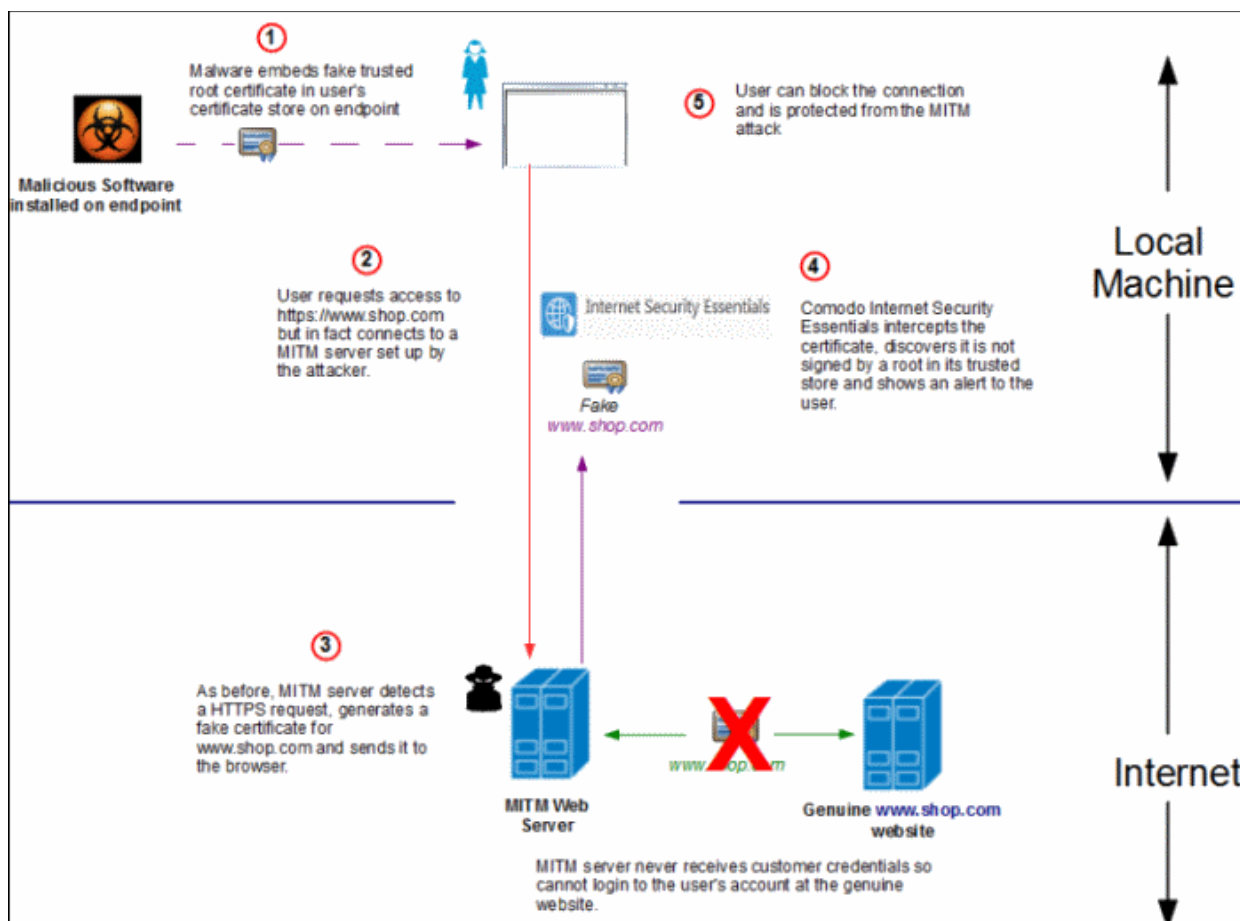 1
Malware embeds fake trusted
root certificate in user's
certificate store on endpoint
Malicious Software
installed on endpoint
5
User can block the connection
and is protected from the MITM
attack
2
User requests access to
https://www.shop.com
but in fact connects to a
MITM server set up by
the attacker.
Internet Security Essentials
Fake
www.shop.com
4
Comodo Internet Security
Essentials intercepts the
certificate, discovers it is not
signed by a root in its trusted
store and shows an alert to the
user.
Local
Machine
3
As before, MITM server detects
a HTTPS request, generates a
fake certificate for
www.shop.com and sends it to
the browser.
MITM Web
Server
www.shop.com
X
Genuine www.shop.com
website
Internet
MITM server never receives customer credentials so
cannot login to the user's account at the genuine
website.